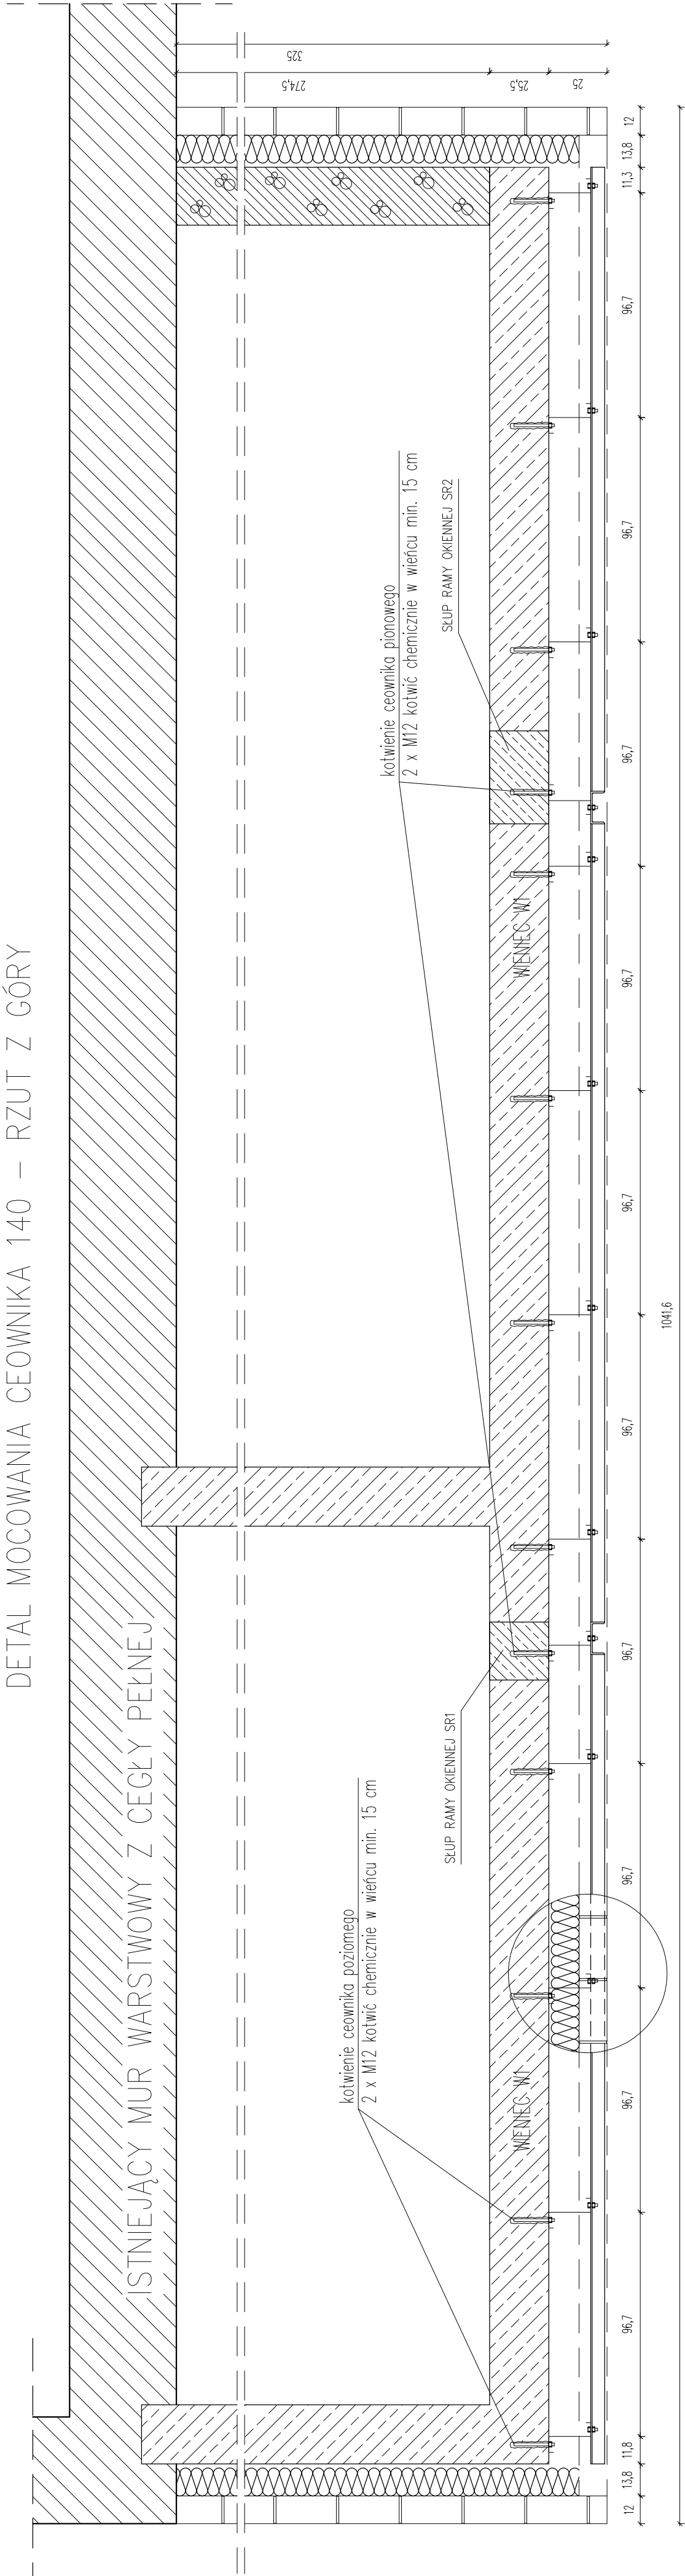 DETAL MOCOWANIA CEOWNIKA 140 – RZUT Z GÓRY
ISTNIEJĄCY MUR WARSTWOWY Z CEGŁY PEŁNEJ
kotwienie ceownika poziomego
2 x M12 kotwić chemicznie w wieńcu min. 15 cm
kotwienie ceownika pionowego
2 x M12 kotwić chemicznie w wieńcu min. 15 cm
SŁUP RAMY OKIENNEJ SR1
SŁUP RAMY OKIENNEJ SR2
WIENIEC W1
WIENIEC W1
325
274,5
25,5
25
12
13,8
11,8
96,7
96,7
96,7
96,7
96,7
96,7
96,7
96,7
96,7
96,7
11,3
13,8
12
1041,6